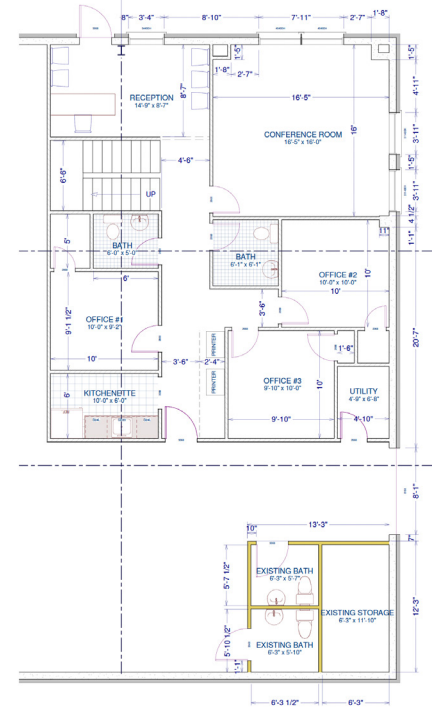 8"
3'-4"
8'-10"
7'-11"
2'-7"
1'-8"
1'-5"
1'-5"
1'-8"
2'-7"
8'-7"
4'-11"
RECEPTION
14'-9" x 8'-7"
16'-5"
CONFERENCE ROOM
16'-5" x 16'-0"
16'
3'-11"
4'-6"
1'-5"
6'-6"
UP
3'-11"
4 1/2"
11"
1'-1"
5'
BATH
6'-0" x 5'-0
BATH
6'-1" x 6'-1"
6'
OFFICE #2
10'-0" x 10'-0"
10'
10'
9'-1 1/2"
3'-6"
OFFICE #1
10'-0" x 9'-2"
PRINTER
20'-7"
1'-6"
10'
3'-6"
2'-4"
10'
PRINTER
OFFICE #3
9'-10" x 10'-0"
KITCHENETTE
10'-0" x 6'-0"
6'
UTILITY
4'-9" x 6'-8"
9'-10"
4'-10"
8'-1"
13'-3"
10"
7"
5'-7 1/2"
EXISTING BATH
6'-3" x 5'-7"
12'-3"
EXISTING STORAGE
6'-3" x 11'-10"
5'-10 1/2"
EXISTING BATH
6'-3" x 5'-10"
1'-1"
6'-3 1/2"
6'-3"